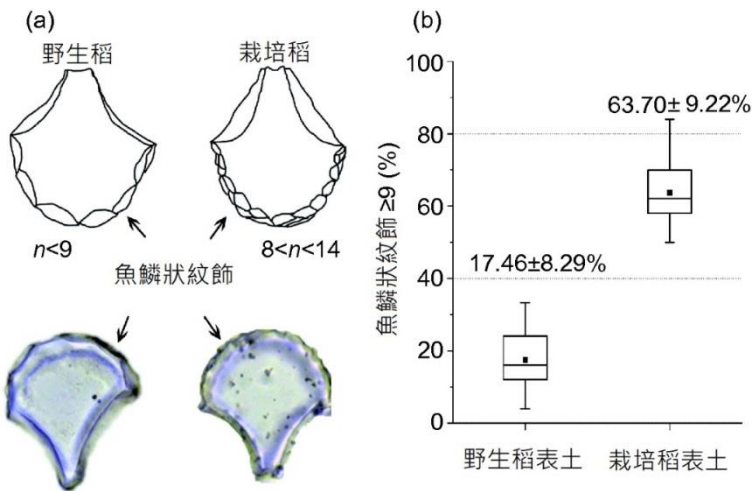 (a)
野生稻
栽培稻
n<9
8<n<14
魚鱗狀紋飾
(b)
魚鱗狀紋飾 ≥9 (%)
100
80
60
40
20
0
63.70± 9.22%
17.46±8.29%
野生稻表土
栽培稻表土